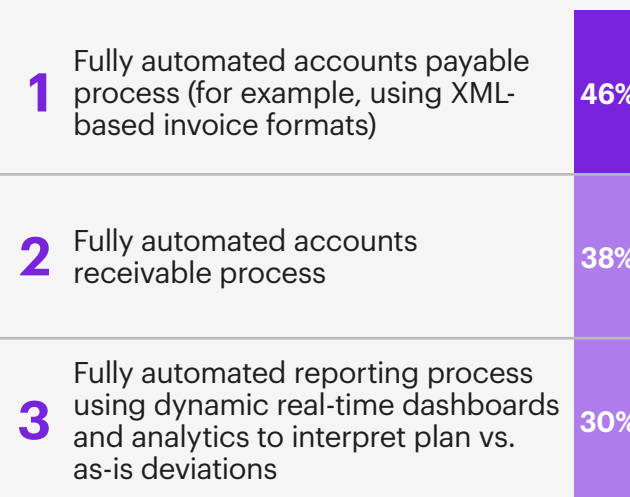 1
Fully automated accounts payable
process (for example, using XML-
based invoice formats)
46%
2
Fully automated accounts
receivable process
38%
3
Fully automated reporting process
using dynamic real-time dashboards
and analytics to interpret plan vs.
as-is deviations
30%